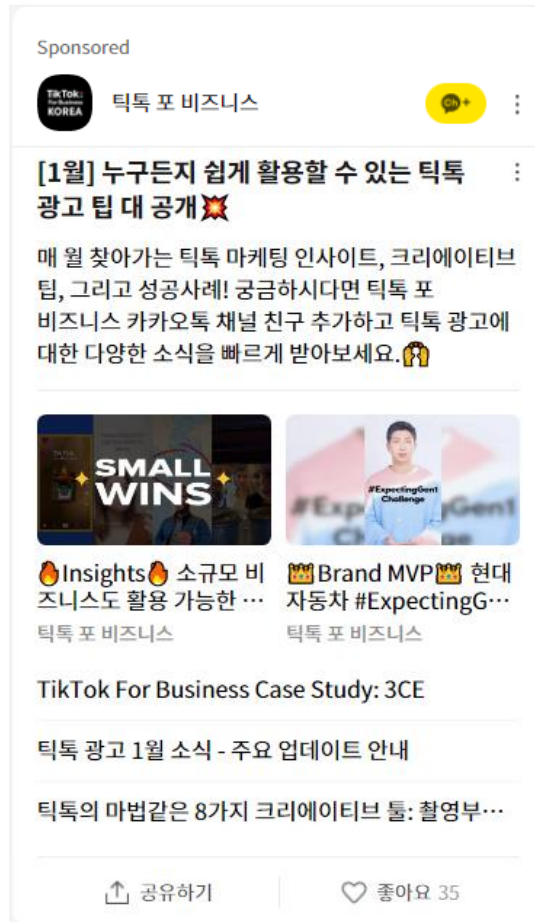 Sponsored
TikTok:
For Business
KOREA
틱톡 포 비즈니스
Ch+
[1월] 누구든지 쉽게 활용할 수 있는 틱톡
광고 팁 대 공개💥
매 월 찾아가는 틱톡 마케팅 인사이트, 크리에이티브
팁, 그리고 성공사례! 궁금하시다면 틱톡 포
비즈니스 카카오톡 채널 친구 추가하고 틱톡 광고에
대한 다양한 소식을 빠르게 받아보세요.🙌
SMALL
WINS
#ExpectingGen1
Challenge
#Exp
Gen1
🔥Insights🔥 소규모 비
즈니스도 활용 가능한 …
틱톡 포 비즈니스
👑Brand MVP👑 현대
자동차 #ExpectingG…
틱톡 포 비즈니스
TikTok For Business Case Study: 3CE
틱톡 광고 1월 소식 - 주요 업데이트 안내
틱톡의 마법같은 8가지 크리에이티브 툴: 촬영부…
공유하기
좋아요 35